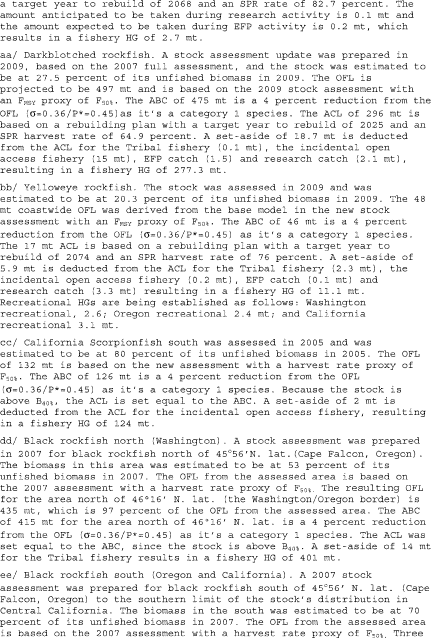 a target year to rebuild of 2068 and an SPR rate of 82.7 percent. The
amount anticipated to be taken during research activity is 0.1 mt and
the amount expected to be taken during EFP activity is 0.2 mt, which
results in a fishery HG of 2.7 mt.
aa/ Darkblotched rockfish. A stock assessment update was prepared in
2009, based on the 2007 full assessment, and the stock was estimated to
be at 27.5 percent of its unfished biomass in 2009. The OFL is
projected to be 497 mt and is based on the 2009 stock assessment with
an FMSY proxy of F50%. The ABC of 475 mt is a 4 percent reduction from the
OFL (σ=0.36/P*=0.45)as it's a category 1 species. The ACL of 296 mt is
based on a rebuilding plan with a target year to rebuild of 2025 and an
SPR harvest rate of 64.9 percent. A set-aside of 18.7 mt is deducted
from the ACL for the Tribal fishery (0.1 mt), the incidental open
access fishery (15 mt), EFP catch (1.5) and research catch (2.1 mt),
resulting in a fishery HG of 277.3 mt.
bb/ Yelloweye rockfish. The stock was assessed in 2009 and was
estimated to be at 20.3 percent of its unfished biomass in 2009. The 48
mt coastwide OFL was derived from the base model in the new stock
assessment with an FMSY proxy of F50%. The ABC of 46 mt is a 4 percent
reduction from the OFL (σ=0.36/P*=0.45) as it's a category 1 species.
The 17 mt ACL is based on a rebuilding plan with a target year to
rebuild of 2074 and an SPR harvest rate of 76 percent. A set-aside of
5.9 mt is deducted from the ACL for the Tribal fishery (2.3 mt), the
incidental open access fishery (0.2 mt), EFP catch (0.1 mt) and
research catch (3.3 mt) resulting in a fishery HG of 11.1 mt.
Recreational HGs are being established as follows: Washington
recreational, 2.6; Oregon recreational 2.4 mt; and California
recreational 3.1 mt.
cc/ California Scorpionfish south was assessed in 2005 and was
estimated to be at 80 percent of its unfished biomass in 2005. The OFL
of 132 mt is based on the new assessment with a harvest rate proxy of
F50%. The ABC of 126 mt is a 4 percent reduction from the OFL
(σ=0.36/P*=0.45) as it's a category 1 species. Because the stock is
above B40%, the ACL is set equal to the ABC. A set-aside of 2 mt is
deducted from the ACL for the incidental open access fishery, resulting
in a fishery HG of 124 mt.
dd/ Black rockfish north (Washington). A stock assessment was prepared
in 2007 for black rockfish north of 45°56′N. lat.(Cape Falcon, Oregon).
The biomass in this area was estimated to be at 53 percent of its
unfished biomass in 2007. The OFL from the assessed area is based on
the 2007 assessment with a harvest rate proxy of F50%. The resulting OFL
for the area north of 46°16′ N. lat. (the Washington/Oregon border) is
435 mt, which is 97 percent of the OFL from the assessed area. The ABC
of 415 mt for the area north of 46°16′ N. lat. is a 4 percent reduction
from the OFL (σ=0.36/P*=0.45) as it's a category 1 species. The ACL was
set equal to the ABC, since the stock is above B40%. A set-aside of 14 mt
for the Tribal fishery results in a fishery HG of 401 mt.
ee/ Black rockfish south (Oregon and California). A 2007 stock
assessment was prepared for black rockfish south of 45°56′ N. lat. (Cape
Falcon, Oregon) to the southern limit of the stock's distribution in
Central California. The biomass in the south was estimated to be at 70
percent of its unfished biomass in 2007. The OFL from the assessed area
is based on the 2007 assessment with a harvest rate proxy of F50%. Three